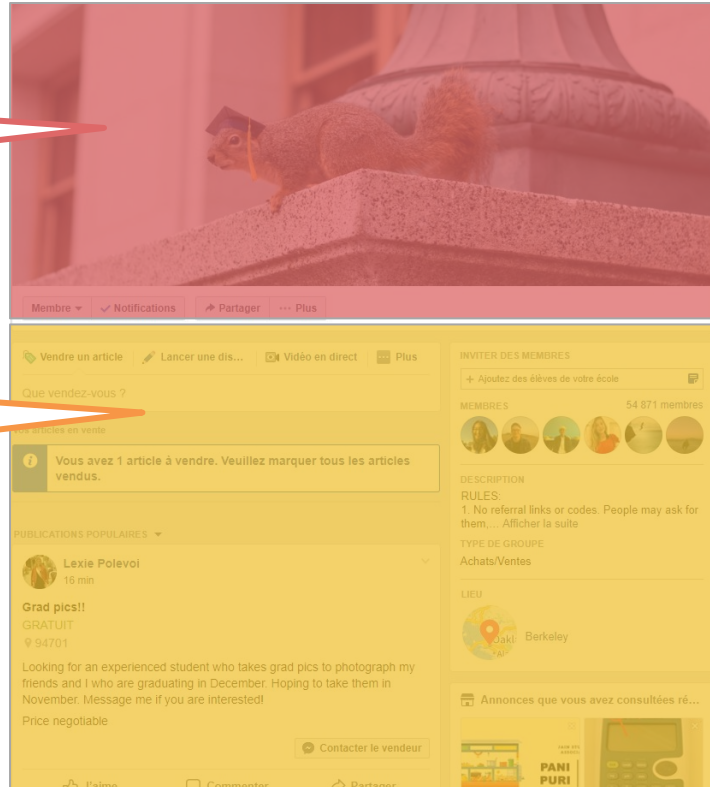 Membre
Notifications
Partager
Plus
Vendre un article
Lancer une dis...
Vidéo en direct
Plus
Que vendez-vous ?
articles en vente
Vous avez 1 article à vendre. Veuillez marquer tous les articles
vendus.
PUBLICATIONS POPULAIRES
Lexie Polevoi
16 min
Grad pics!!
GRATUIT
94701
Looking for an experienced student who takes grad pics to photograph my
friends and I who are graduating in December. Hoping to take them in
November. Message me if you are interested!
Price negotiable
Contacter le vendeur
J'aime
Commenter
Partager
INVITER DES MEMBRES
+ Ajoutez des élèves de votre école
MEMBRES
54 871 membres
DESCRIPTION
RULES:
1. No referral links or codes. People may ask for
them,... Afficher la suite
TYPE DE GROUPE
Achats/Ventes
LIEU
Oakl
Berkeley
Annonces que vous avez consultées ré...
PANI
PURI